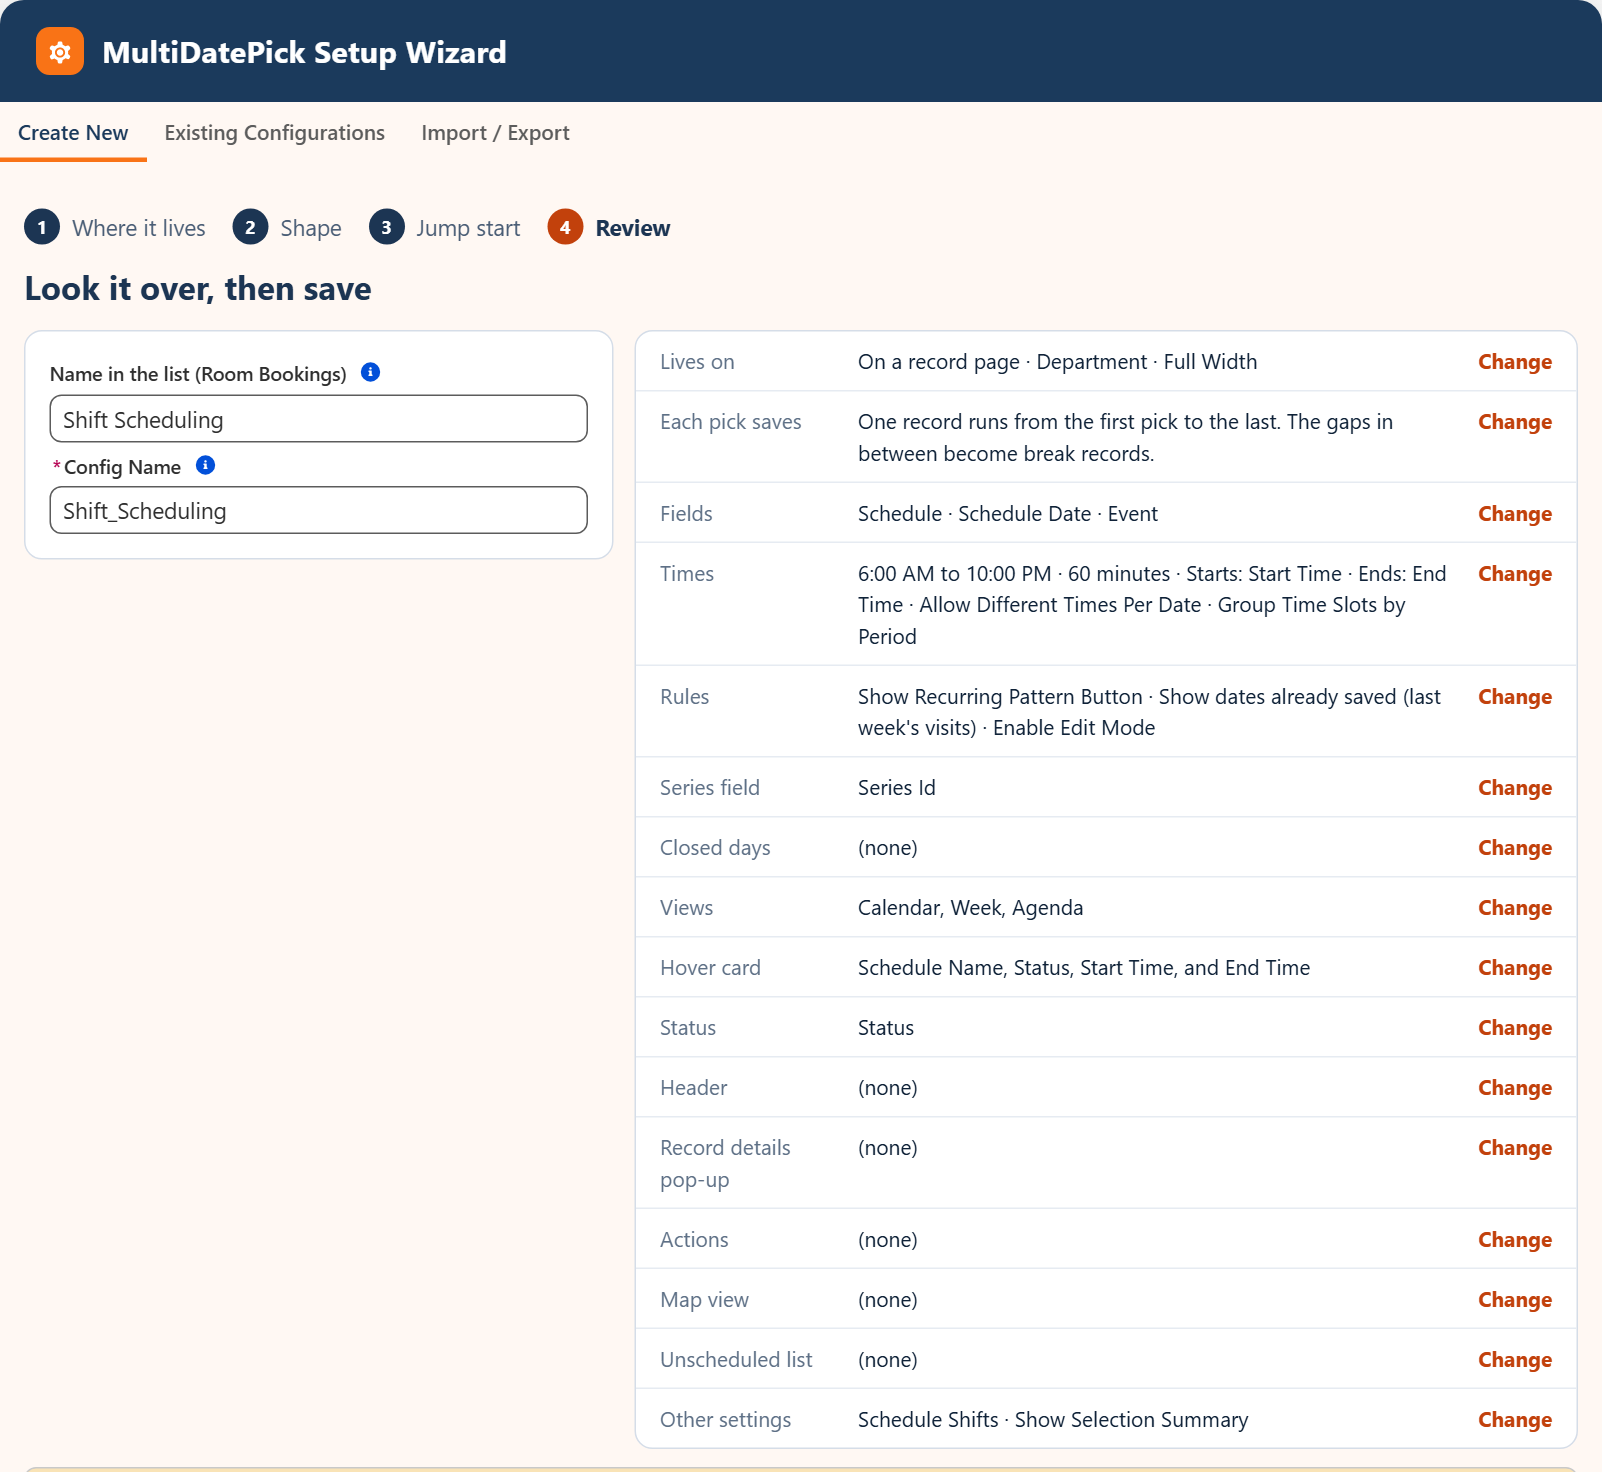 MultiDatePick Setup Wizard
Create New
Existing Configurations
Import / Export
1 Where it lives
2 Shape
3 Jump start
4 Review
Look it over, then save
Name in the list (Room Bookings)
Shift Scheduling
*Config Name
Shift_Scheduling
Lives on
On a record page · Department · Full Width
Change
Each pick saves
One record runs from the first pick to the last. The gaps in
between become break records.
Change
Fields
Schedule · Schedule Date · Event
Change
Times
6:00 AM to 10:00 PM · 60 minutes · Starts: Start Time · Ends: End
Time · Allow Different Times Per Date · Group Time Slots by
Period
Change
Rules
Show Recurring Pattern Button · Show dates already saved (last
week's visits) · Enable Edit Mode
Change
Series field
Series Id
Change
Closed days
(none)
Change
Views
Calendar, Week, Agenda
Change
Hover card
Schedule Name, Status, Start Time, and End Time
Change
Status
Status
Change
Header
(none)
Change
Record details
pop-up
(none)
Change
Actions
(none)
Change
Map view
(none)
Change
Unscheduled list
(none)
Change
Other settings
Schedule Shifts · Show Selection Summary
Change